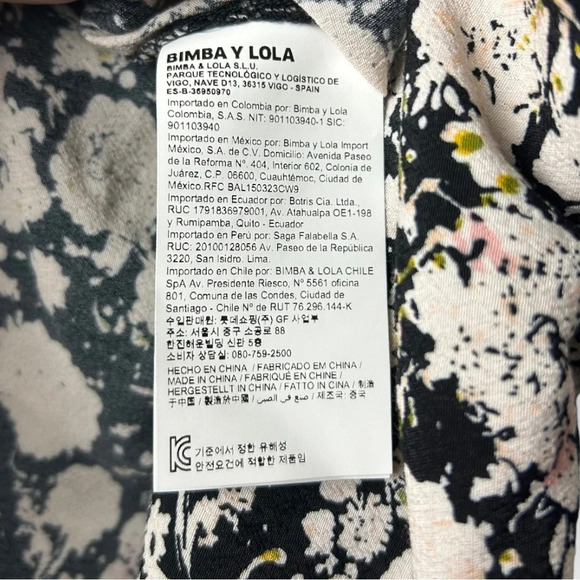 BIMBA Y LOLA
BIMBA & LOLA S.L.U.
PARQUE TECNOLÓGICO Y LOGÍSTICO DE
VIGO, NAVE D13, 36315 VIGO - SPAIN
ES-B-36950970
Importado en Colombia por: Bimba y Lola
Colombia, S.A.S. NIT: 901103940-1 SIC:
901103940
Importado en México por: Bimba y Lola Import
México, S.A. de C.V. Domicilio: Avenida Paseo
de la Reforma Nº 404, Interior 602, Colonia de
Juárez, C.P. 06600, Cuauhtémoc, Ciudad de
México.RFC BAL150323CW9
Importado en Ecuador por: Botris Cia. Ltda.,
RUC 1791836979001, Av. Atahualpa OE1-198
y Rumipamba, Quito - Ecuador
Importado en Perú por: Saga Falabella S.A.
RUC: 20100128056 Av. Paseo de la República
3220, San Isidro. Lima.
Importado en Chile por: BIMBA & LOLA CHILE
SpA Av. Presidente Riesco, Nº 5561 oficina
801, Comuna de las Condes, Ciudad de
Santiago - Chile Nº de RUT 76.296.144-K
수입판매원: 롯데쇼핑(주) GF 사업부
주소: 서울시 중구 소공로 88
한진해운빌딩 신관 5층
소비자 상담실: 080-759-2500
HECHO EN CHINA / FABRICADO EM CHINA /
MADE IN CHINA / FABRIQUÉ EN CHINE /
HERGESTELLT IN CHINA / FATTO IN CINA / 制造
于中国 / 製造於中國 / صنع في الصين / 제조국: 중국
기준에서 정한 유해성
안전요건에 적합한 제품임